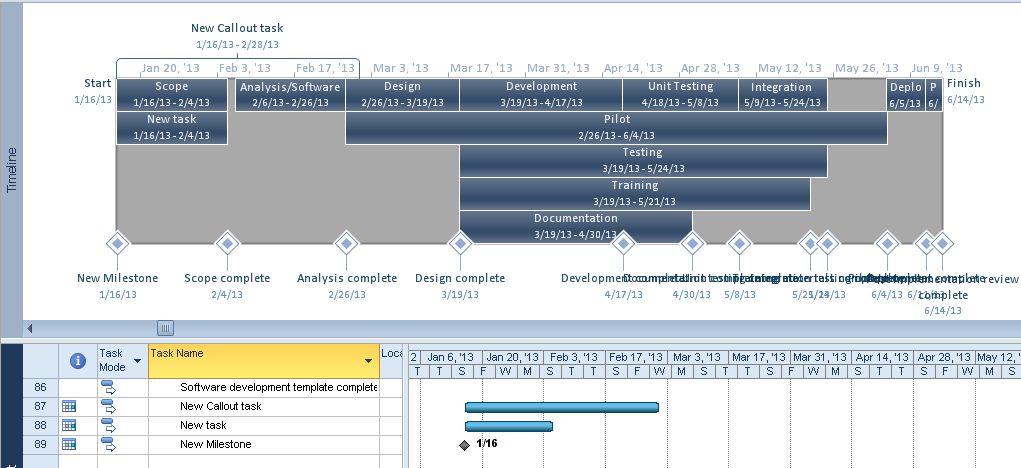 New Callout task
1/16/13 - 2/28/13
Jan 20, '13 Feb 3, '13 Feb 17, '13 Mar 3, '13 Mar 17, '13 Mar 31, '13 Apr 14, '13 Apr 28, '13 May 12, '13 May 26, '13 Jun 9, '13
Start
1/16/13
Scope
1/16/13 - 2/4/13
Analysis/Software
2/6/13 - 2/26/13
Design
2/26/13 - 3/19/13
Development
3/19/13 - 4/17/13
Unit Testing
4/18/13 - 5/8/13
Integration
5/9/13 - 5/24/13
Deplo
6/5/13
P
6/
Finish
6/14/13
New task
1/16/13 - 2/4/13
Pilot
2/26/13 - 6/4/13
Testing
3/19/13 - 5/24/13
Training
3/19/13 - 5/21/13
Documentation
3/19/13 - 4/30/13
Timeline
New Milestone
1/16/13
Scope complete
2/4/13
Analysis complete
2/26/13
Design complete
3/19/13
4/17/13
4/30/13
5/8/13
6/4/13
implementation review
complete
6/14/13
Task Mode
Task Name
Loca
2 Jan 6, '13 Jan 20, '13 Feb 3, '13 Feb 17, '13 Mar 3, '13 Mar 17, '13 Mar 31, '13 Apr 14, '13 Apr 28, '13 May 12, '13
T T S F W M T T S F W M T T S F W M T T S F W M T T S
86 Software development template complete
87 New Callout task
88 New task
89 New Milestone
1/16